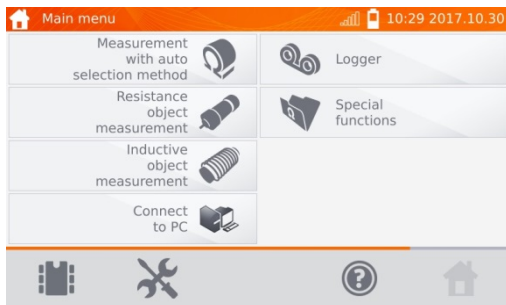 Main menu
10:29 2017.10.30
Measurement
with auto
selection method
Logger
Resistance
object
measurement
Special
functions
Inductive
object
measurement
Connect
to PC
?